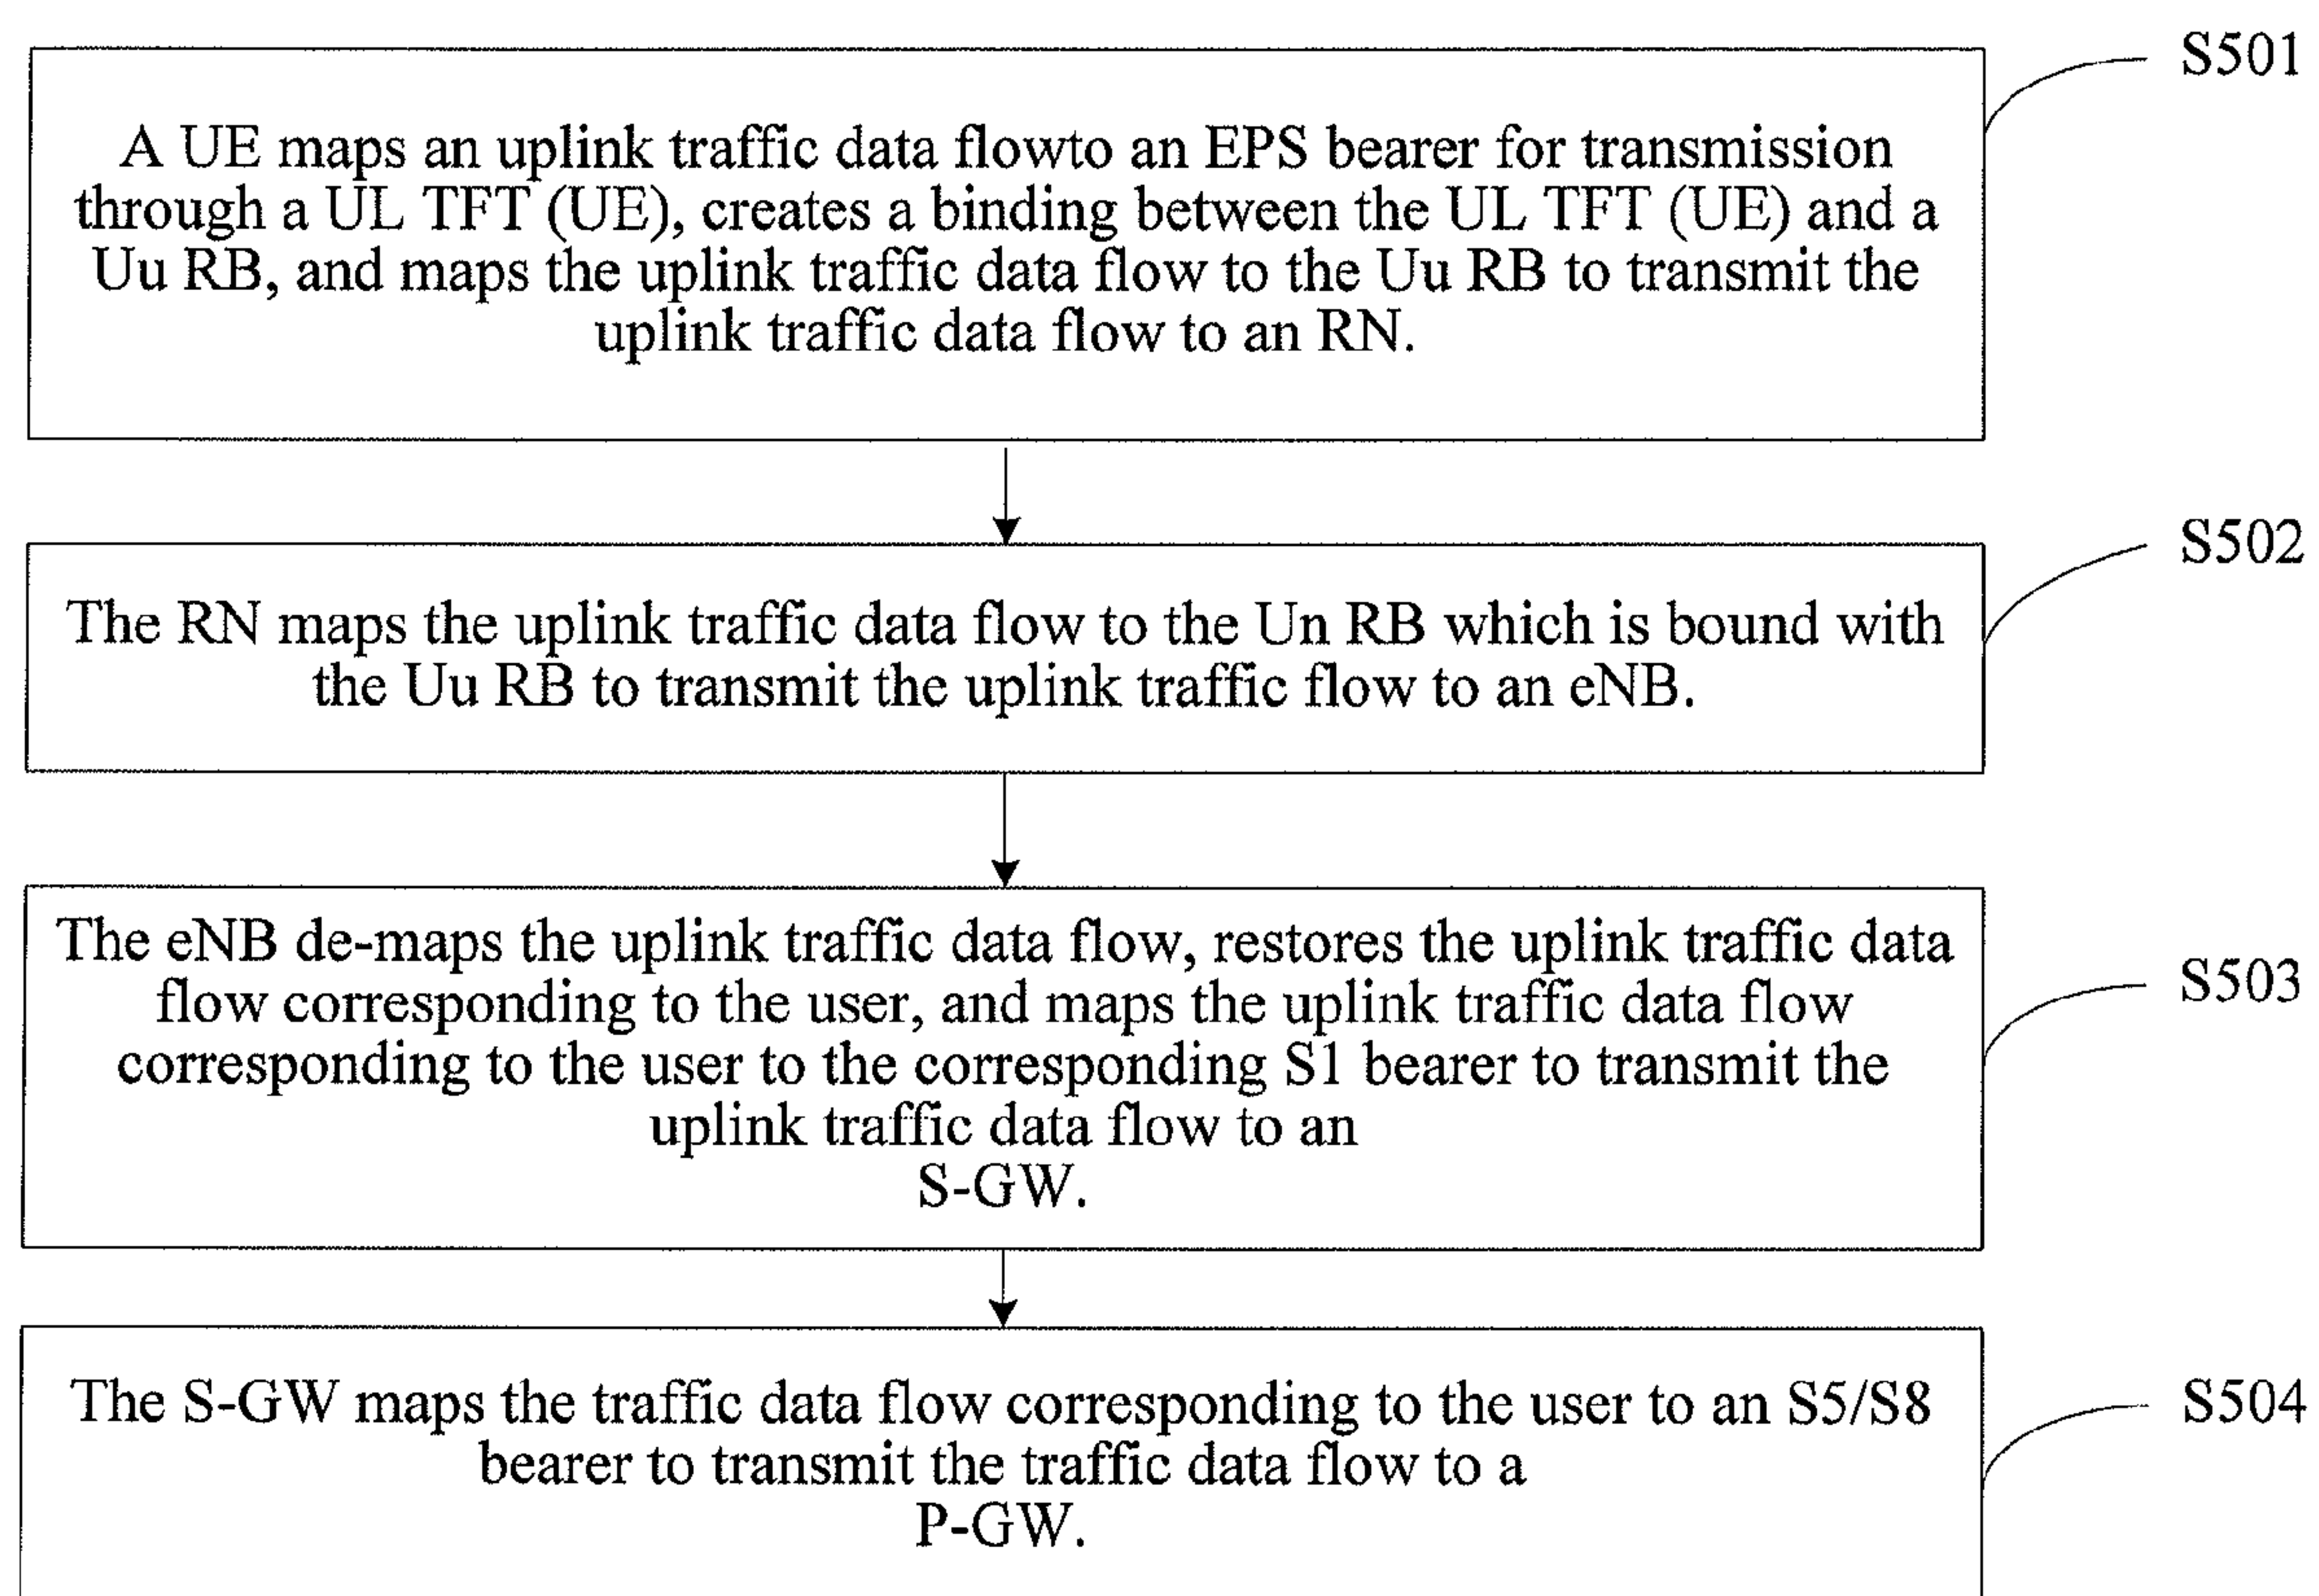 S501
A UE maps an uplink traffic data flowto an EPS bearer for transmission
through a UL TFT (UE), creates a binding between the UL TFT (UE) and a
Uu RB, and maps the uplink traffic data flow to the Uu RB to transmit the
uplink traffic data flow to an RN.
S502
The RN maps the uplink traffic data flow to the Un RB which is bound with
the Uu RB to transmit the uplink traffic flow to an eNB.
S503
The eNB de-maps the uplink traffic data flow, restores the uplink traffic data
flow corresponding to the user, and maps the uplink traffic data flow
corresponding to the user to the corresponding S1 bearer to transmit the
uplink traffic data flow to an
S-GW.
S504
The S-GW maps the traffic data flow corresponding to the user to an S5/S8
bearer to transmit the traffic data flow to a
P-GW.